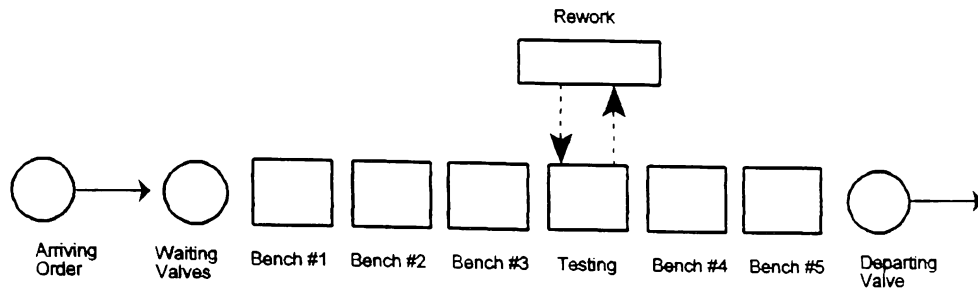 Rework
Arriving
Order
Waiting
Valves
Bench #1
Bench #2
Bench #3
Testing
Bench #4
Bench #5
Departing
Valve